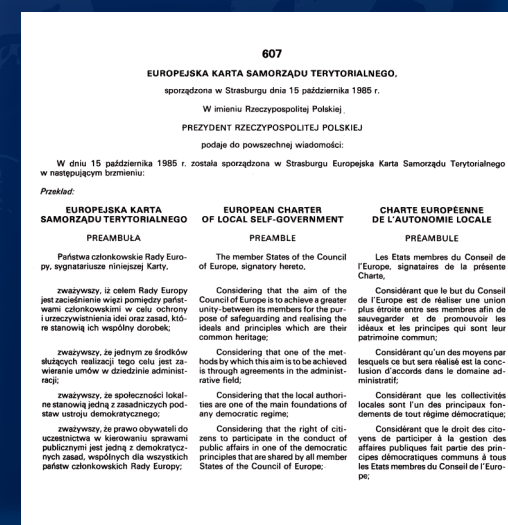 607
EUROPEJSKA KARTA SAMORZĄDU TERYTORIALNEGO,
sporządzona w Strasburgu dnia 15 października 1985 r.
W imieniu Rzeczypospolitej Polskiej
PREZYDENT RZECZYPOSPOLITEJ POLSKIEJ
podaje do powszechnej wiadomości:
W dniu 15 października 1985 r. została sporządzona w Strasburgu Europejska Karta Samorządu Terytorialnego
w następującym brzmieniu:
Przekład:
EUROPEJSKA KARTA
SAMORZĄDU TERYTORIALNEGO
PREAMBUŁA
Państwa członkowskie Rady Euro-
py, sygnatariusze niniejszej Karty,
zważywszy, iż celem Rady Europy
jest zacieśnienie więzi pomiędzy państ-
wami członkowskimi w celu ochrony
i urzeczywistnienia idei oraz zasad, któ-
re stanowią ich wspólny dorobek;
zważywszy, że jednym ze środków
służących realizacji tego celu jest za-
wieranie umów w dziedzinie administ-
racji;
zważywszy, że społeczności lokal-
ne stanowią jedną z zasadniczych pod-
staw ustroju demokratycznego;
zważywszy, że prawo obywateli do
uczestnictwa w kierowaniu sprawami
publicznymi jest jedną z demokratycz-
nych zasad, wspólnych dla wszystkich
państw członkowskich Rady Europy;
EUROPEAN CHARTER
OF LOCAL SELF-GOVERNMENT
PREAMBLE
The member States of the Council
of Europe, signatory hereto,
Considering that the aim of the
Council of Europe is to achieve a greater
unity-between its members for the pur-
pose of safeguarding and realising the
ideals and principles which are their
common heritage;
Considering that one of the met-
hods by which this aim is to be achieved
is through agreements in the administ-
rative field;
Considering that the local authori-
ties are one of the main foundations of
any democratic regime;
Considering that the right of citi-
zens to participate in the conduct of
public affairs in one of the democratic
principles that are shared by all member
States of the Council of Europe;
CHARTE EUROPÉENNE
DE L'AUTONOMIE LOCALE
PRÉAMBULE
Les Etats membres du Conseil de
l'Europe, signataires de la présente
Charte,
Considérant que le but du Conseil
de l'Europe est de réaliser une union
plus étroite entre ses membres afin de
sauvegarder et de promouvoir les
idéaux et les principes qui sont leur
patrimoine commun;
Considérant qu'un des moyens par
lesquels ce but sera réalisé est la conc-
lusion d'accords dans le domaine ad-
ministratif;
Considérant que les collectivités
locales sont l'un des principaux fon-
dements de tout régime démocratique;
Considérant que le droit des cito-
yens de participer à la gestion des
affaires publiques fait partie des prin-
cipes démocratiques communs à tous
les Etats membres du Conseil de l'Euro-
pe;